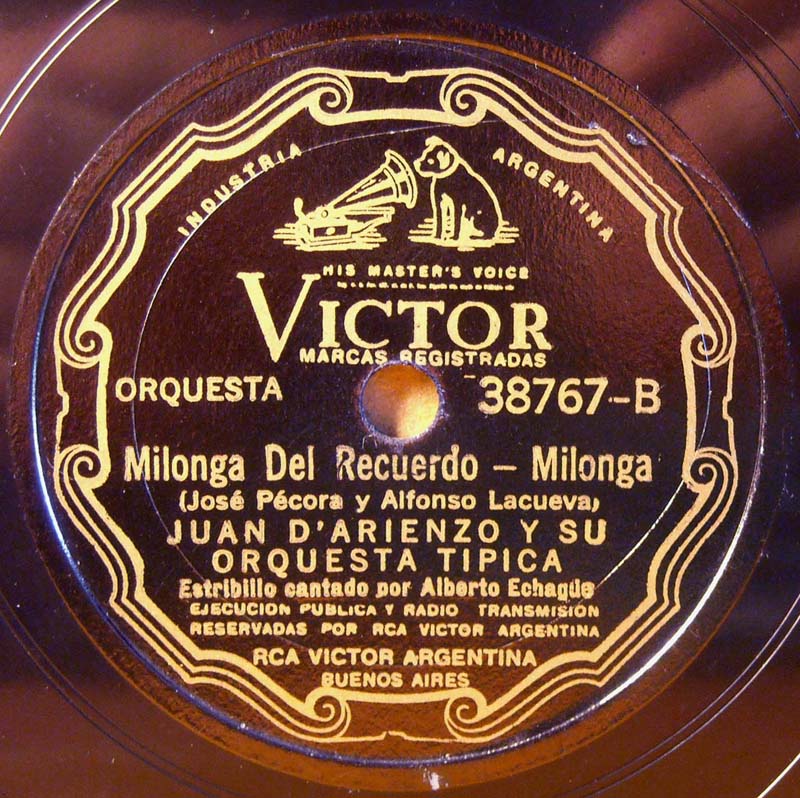 INDUSTRIA ARGENTINA
HIS MASTER'S VOICE
VICTOR
MARCAS REGISTRADAS
ORQUESTA 38767-B
Milonga Del Recuerdo – Milonga
(José Pécora y Alfonso Lacueva)
JUAN D'ARIENZO Y SU
ORQUESTA TIPICA
Estribillo cantado por Alberto Echagüe
EJECUCION PUBLICA Y RADIO TRANSMISIÓN
RESERVADAS POR RCA VICTOR ARGENTINA
RCA VICTOR ARGENTINA
BUENOS AIRES